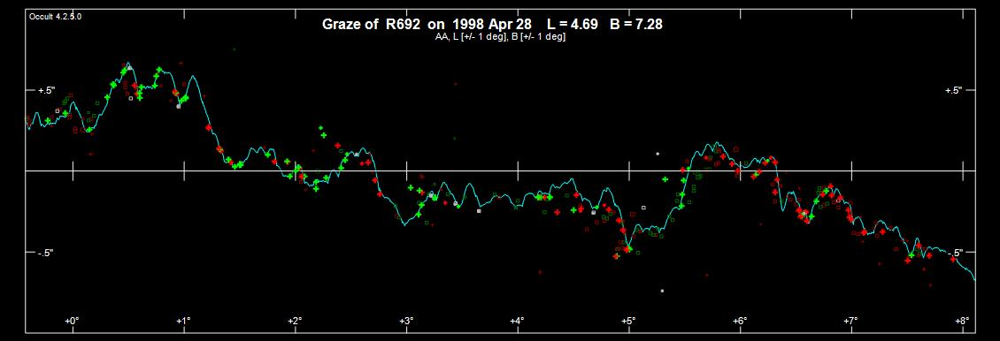 Occult 4.2.5.0
Graze of R692 on 1998 Apr 28 L = 4.69 B = 7.28
AA, L [+/- 1 deg], B [+/- 1 deg]
+.5" +.5"
-.5" -.5"
+0° +1° +2° +3° +4° +5° +6° +7° +8°